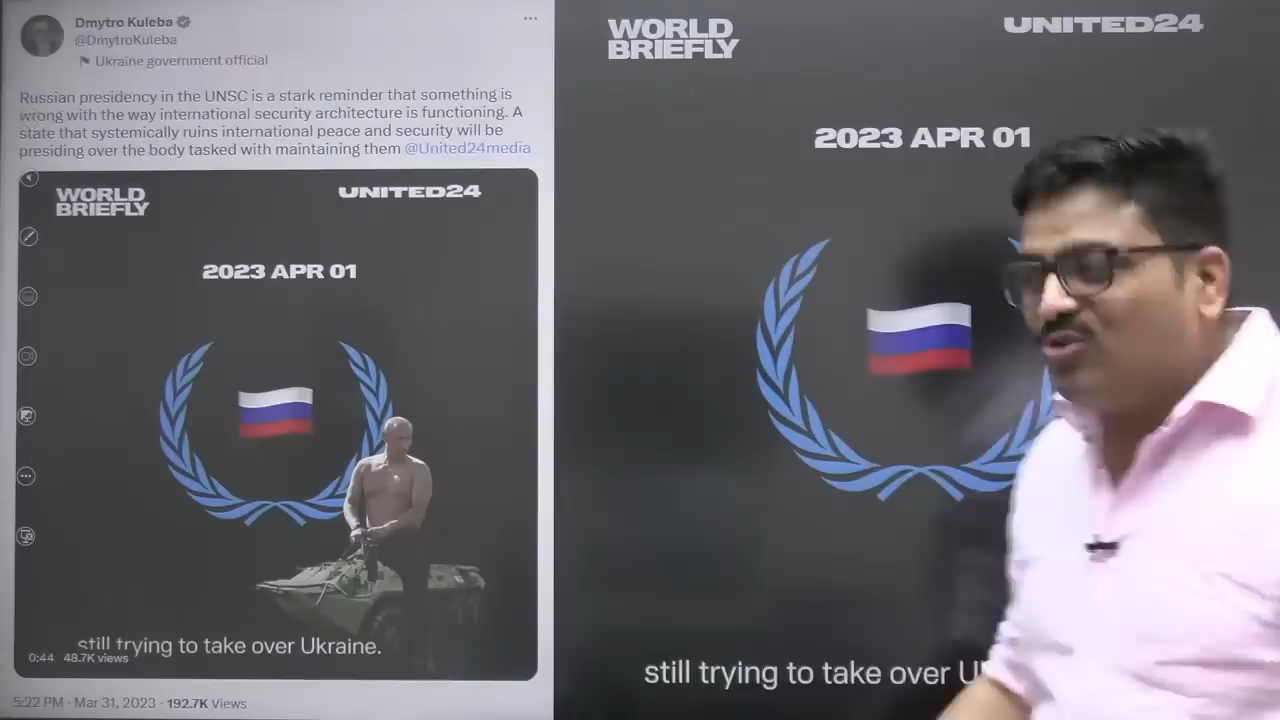 Dmytro Kuleba
@DmytroKuleba
Ukraine government official
Russian presidency in the UNSC is a stark reminder that something is
wrong with the way international security architecture is functioning. A
state that systemically ruins international peace and security will be
presiding over the body tasked with maintaining them @United24media
WORLD
BRIEFLY
UNITED24
2023 APR 01
still trying to take over Ukraine.
0:44 48.7K views
5:22 PM · Mar 31, 2023 · 192.7K Views
WORLD
BRIEFLY
UNITED24
2023 APR 01
still trying to take over U